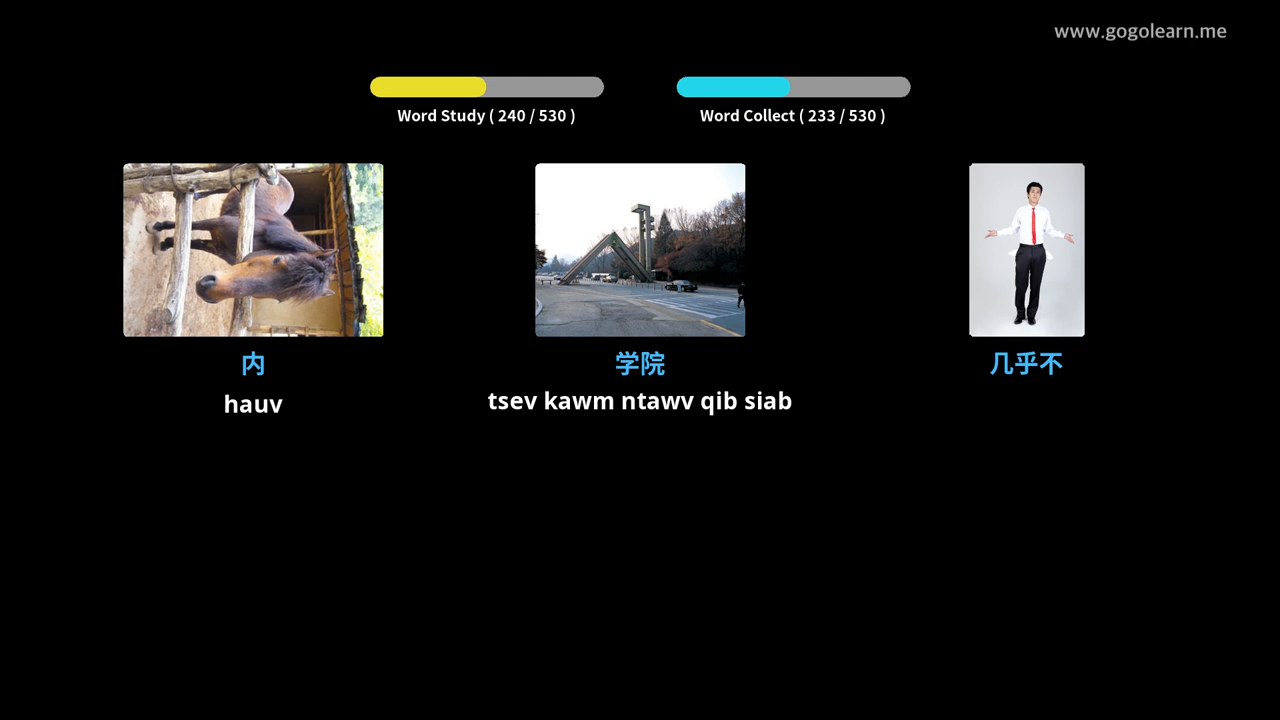 www.gogolearn.me
Word Study ( 240 / 530 )
Word Collect ( 233 / 530 )
内
学院
几乎不
hauv
tsev kawm ntawv qib siab